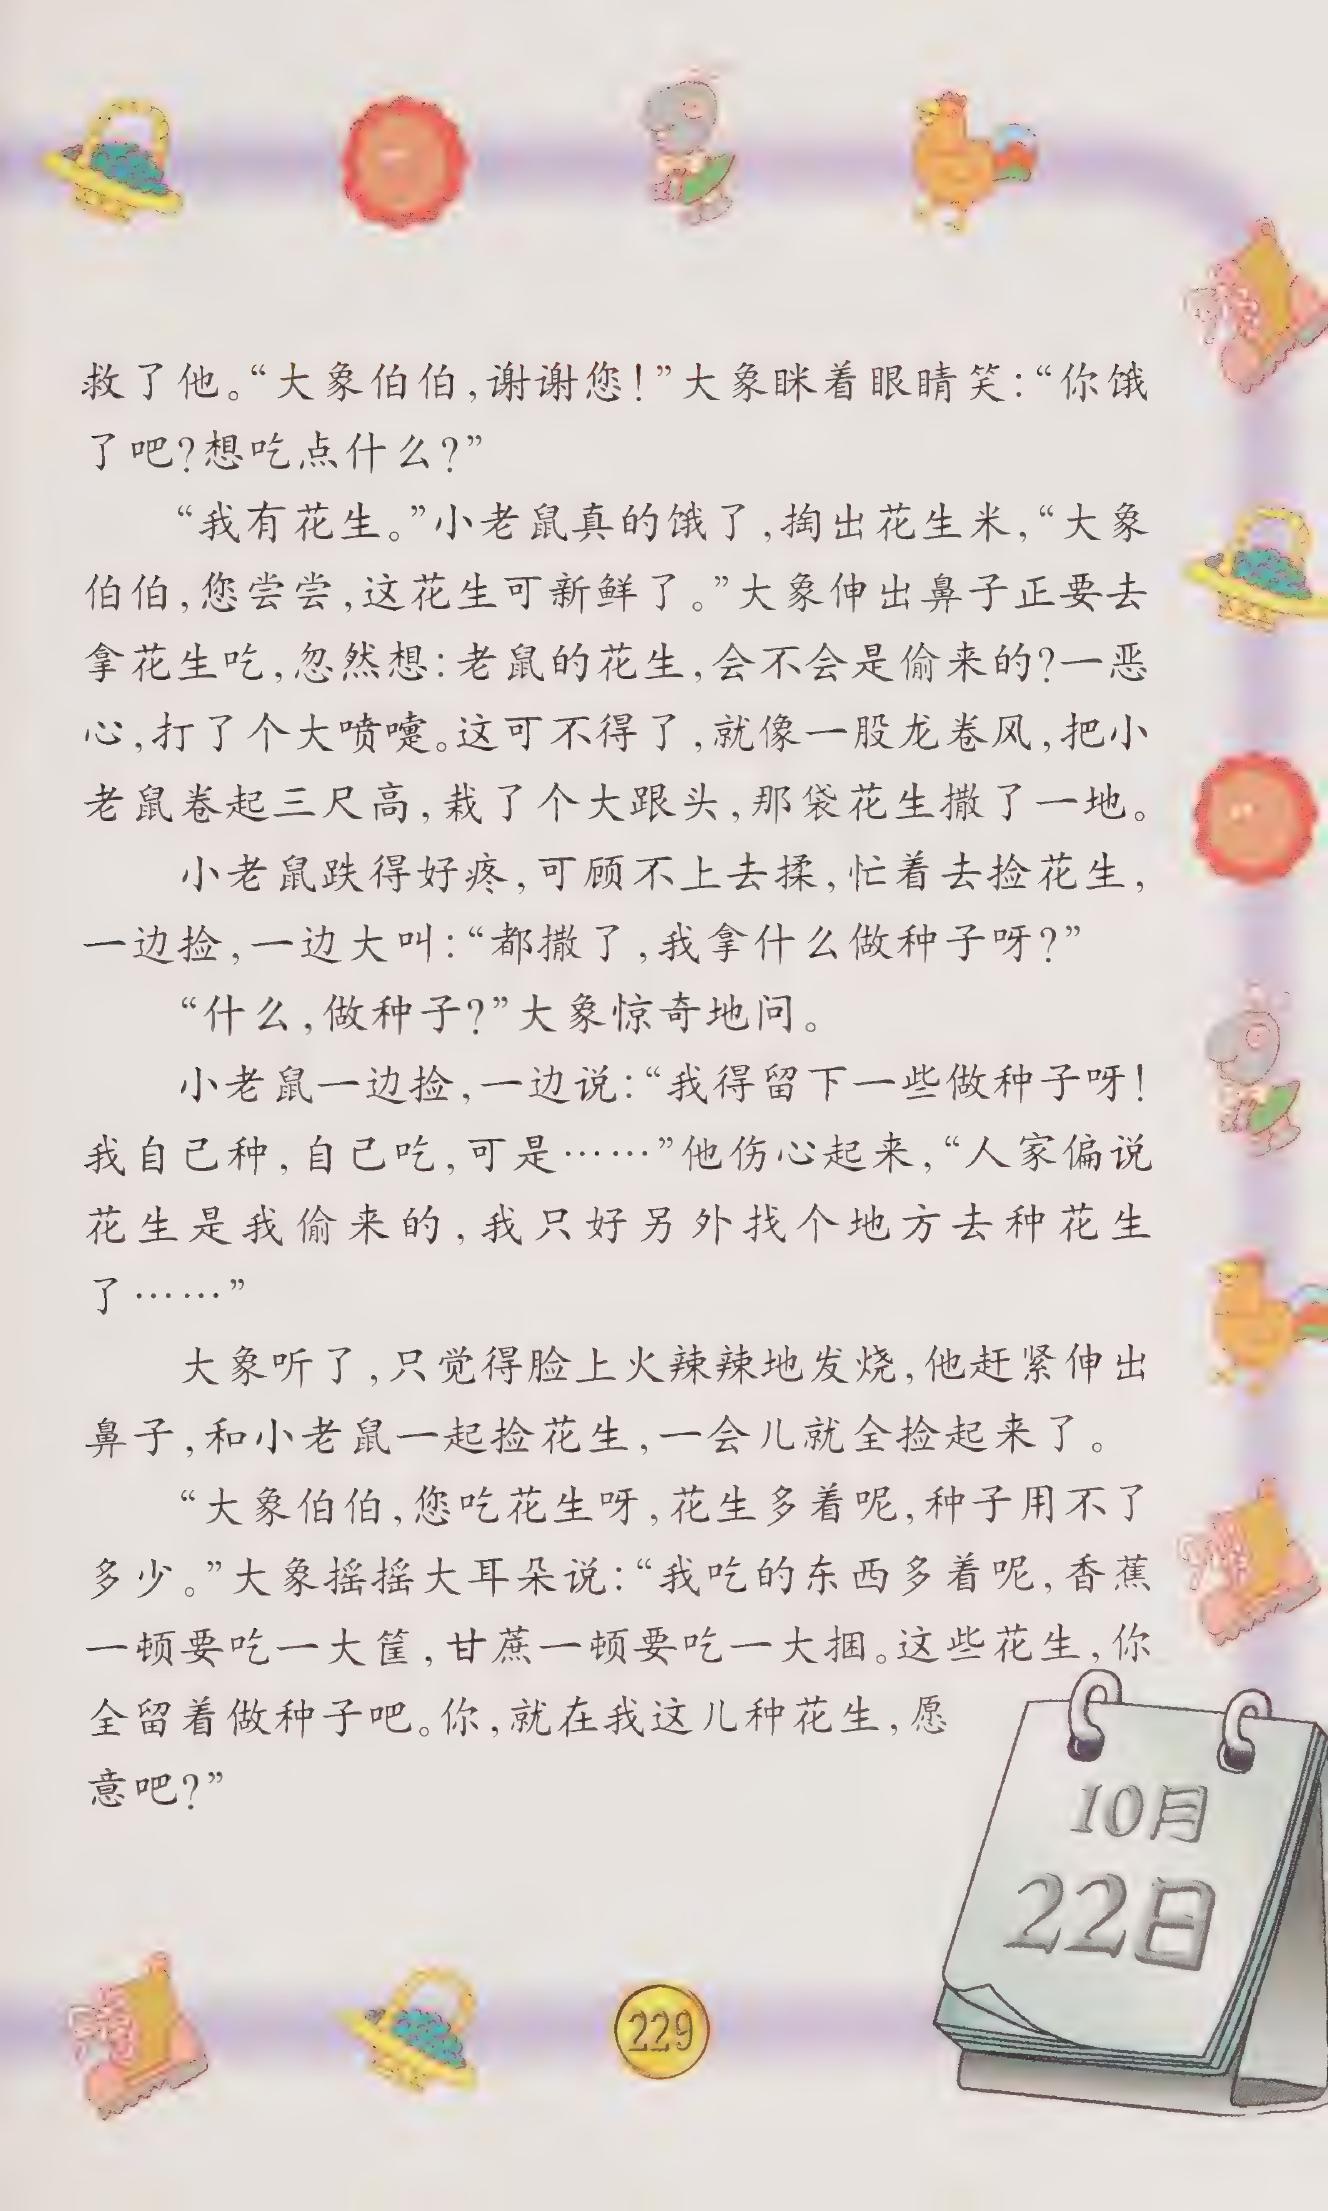 救了他。“大象伯伯,谢谢您!”大象眯着眼睛笑:“你饿
了吧?想吃点什么?”
“我有花生。”小老鼠真的饿了,掏出花生米,“大象
伯伯,您尝尝,这花生可新鲜了。”大象伸出鼻子正要去
拿花生吃,忽然想:老鼠的花生,会不会是偷来的?一恶
心,打了个大喷嚏。这可不得了,就像一股龙卷风,把小
老鼠卷起三尺高,栽了个大跟头,那袋花生撒了一地。
小老鼠跌得好疼,可顾不上去揉,忙着去捡花生,
一边捡,一边大叫:“都撒了,我拿什么做种子呀?”
“什么,做种子?”大象惊奇地问。
小老鼠一边捡,一边说:“我得留下一些做种子呀!
我自己种,自己吃,可是……”他伤心起来,“人家偏说
花生是我偷来的,我只好另外找个地方去种花生
了……”
大象听了,只觉得脸上火辣辣地发烧,他赶紧伸出
鼻子,和小老鼠一起捡花生,一会儿就全捡起来了。
“大象伯伯,您吃花生呀,花生多着呢,种子用不了
多少。”大象摇摇大耳朵说:“我吃的东西多着呢,香蕉
一顿要吃一大筐,甘蔗一顿要吃一大捆。这些花生,你
全留着做种子吧。你,就在我这儿种花生,愿
意吧?”
10月
22日
229